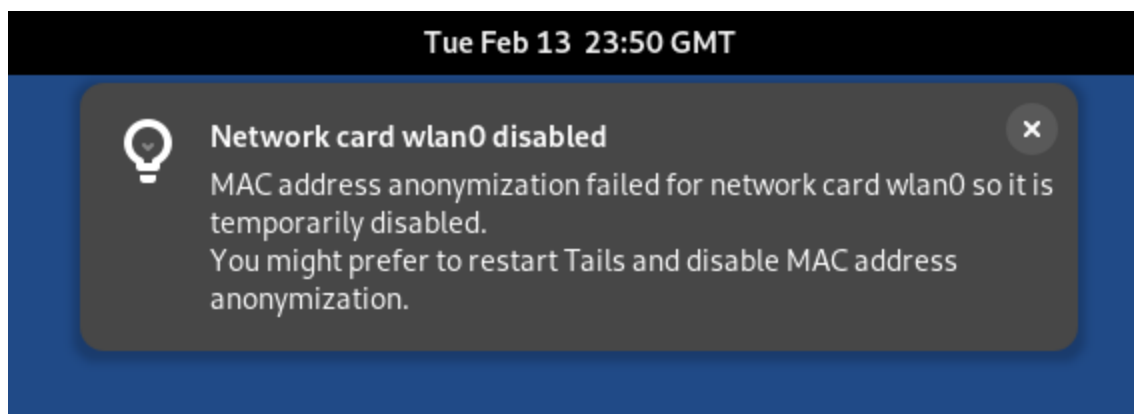 Tue Feb 13  23:50 GMT
Network card wlan0 disabled
MAC address anonymization failed for network card wlan0 so it is
temporarily disabled.
You might prefer to restart Tails and disable MAC address
anonymization.